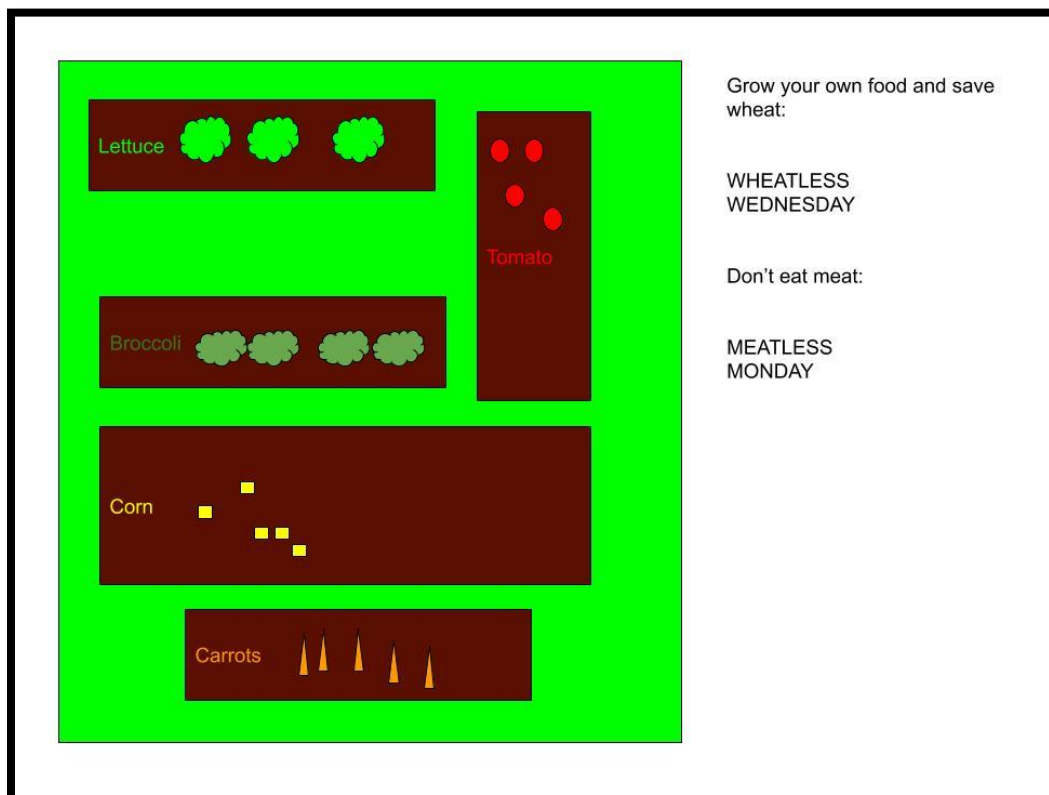 Lettuce
Tomato
Broccoli
Corn
Carrots
Grow your own food and save
wheat:
WHEATLESS
WEDNESDAY
Don’t eat meat:
MEATLESS
MONDAY